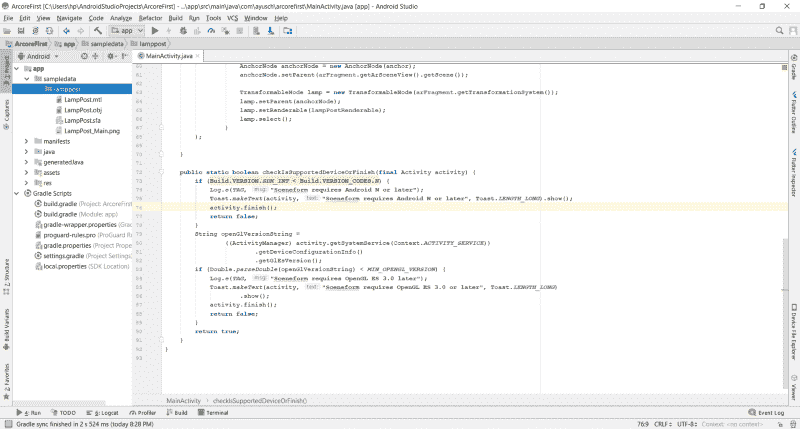 ArcoreFirst [C:\Users\hp\AndroidStudioProjects\ArcoreFirst] - ...\app\src\main\java\com\ayusch\arcorefirst\MainActivity.java [app] - Android Studio
File Edit View Navigate Code Analyze Refactor Build Run Tools VCS Window Help
app
ArcoreFirst app sampledata lamppost
Android
MainActivity.java
1: Project
Captures
7: Structure
Build Variants
2: Favorites
app
sampledata
lamppost
LampPost.mtl
LampPost.obj
LampPost.sfa
LampPost_Main.png
manifests
java
generatedJava
assets
res
Gradle Scripts
build.gradle (Project: ArcoreFirst)
build.gradle (Module: app)
gradle-wrapper.properties (Gradle
proguard-rules.pro (ProGuard Rules
gradle.properties (Project Properties
settings.gradle (Project Settings)
local.properties (SDK Location)
AnchorNode anchorNode = new AnchorNode(anchor);
anchorNode.setParent(arFragment.getArSceneView().getScene());
TransformableNode lamp = new TransformableNode(arFragment.getTransformationSystem());
lamp.setParent(anchorNode);
lamp.setRenderable(lampPostRenderable);
lamp.select();
}
);
}
public static boolean checkIsSupportedDeviceOrFinish(final Activity activity) {
if (Build.VERSION.SDK_INT < Build.VERSION_CODES.N) {
Log.e(TAG, msg: "Sceneform requires Android N or later");
Toast.makeText(activity, text: "Sceneform requires Android N or later", Toast.LENGTH_LONG).show();
activity.finish();
return false;
}
String openGlVersionString =
((ActivityManager) activity.getSystemService(Context.ACTIVITY_SERVICE))
.getDeviceConfigurationInfo()
.getGlEsVersion();
if (Double.parseDouble(openGlVersionString) < MIN_OPENGL_VERSION) {
Log.e(TAG, msg: "Sceneform requires OpenGL ES 3.0 later");
Toast.makeText(activity, text: "Sceneform requires OpenGL ES 3.0 or later", Toast.LENGTH_LONG)
.show();
activity.finish();
return false;
}
return true;
}
}
MainActivity checkIsSupportedDeviceOrFinish()
Gradle
Flutter Outline
Flutter Inspector
Device File Explorer
Viewer
4: Run TODO 6: Logcat Profiler Build Terminal Event Log
Gradle sync finished in 2 s 524 ms (today 8:28 PM) 76:9 CRLF UTF-8 Context: <no context>